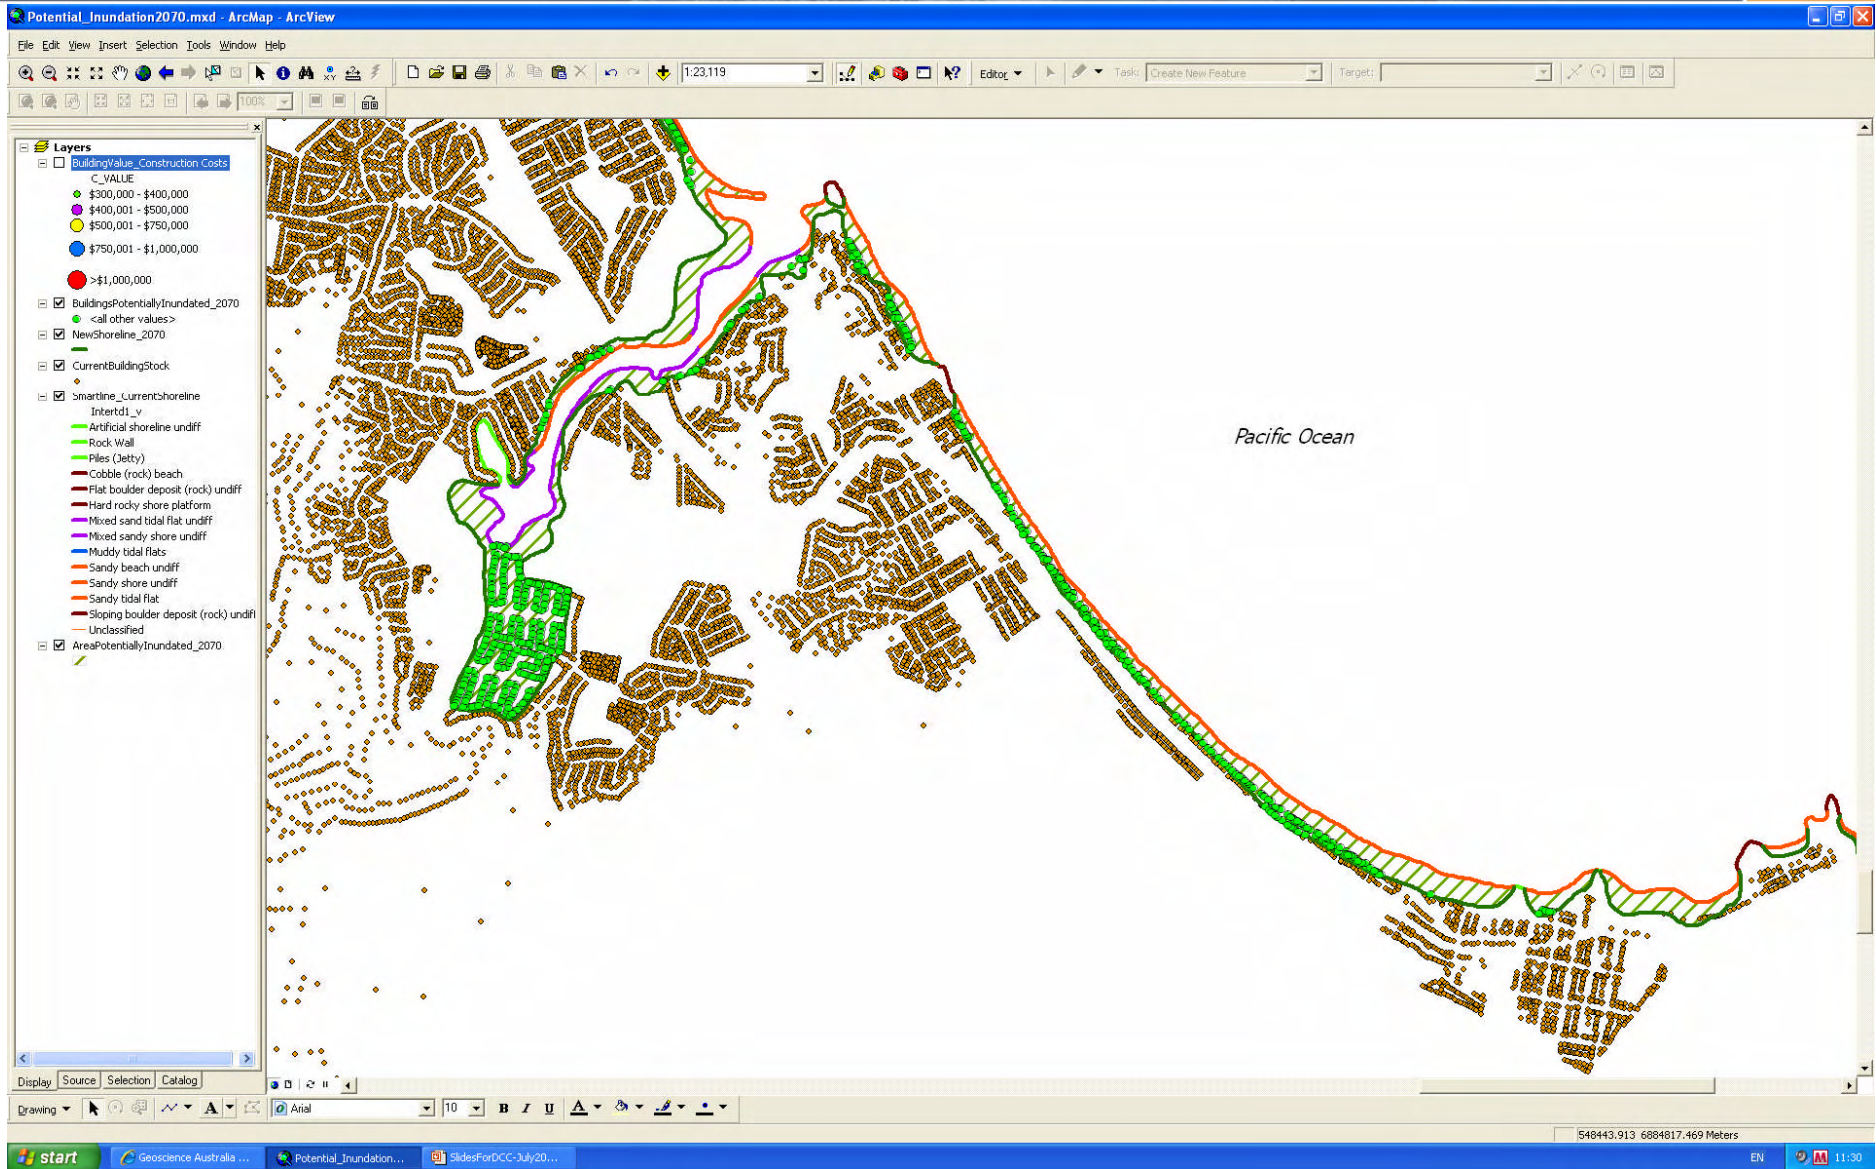 Potential_Inundation2070.mxd - ArcMap - ArcView
File Edit View Insert Selection Tools Window Help
1:23,119
Editor
Task: Create New Feature
Target:
100%
Layers
BuildingValue_Construction Costs
C_VALUE
$300,000 - $400,000
$400,001 - $500,000
$500,001 - $750,000
$750,001 - $1,000,000
>$1,000,000
BuildingsPotentiallyInundated_2070
<all other values>
NewShoreline_2070
CurrentBuildingStock
Smartline_CurrentShoreline
Intertd1_v
Artificial shoreline undiff
Rock Wall
Piles (Jetty)
Cobble (rock) beach
Flat boulder deposit (rock) undiff
Hard rocky shore platform
Mixed sand tidal flat undiff
Mixed sandy shore undiff
Muddy tidal flats
Sandy beach undiff
Sandy shore undiff
Sandy tidal flat
Sloping boulder deposit (rock) undif
Unclassified
AreaPotentiallyInundated_2070
Pacific Ocean
Display Source Selection Catalog
Drawing A Arial 10 B I U A
548443.913 6884817.469 Meters
start Geoscience Australia ... Potential_Inundation... SlidesForDCC-July20... EN 11:30